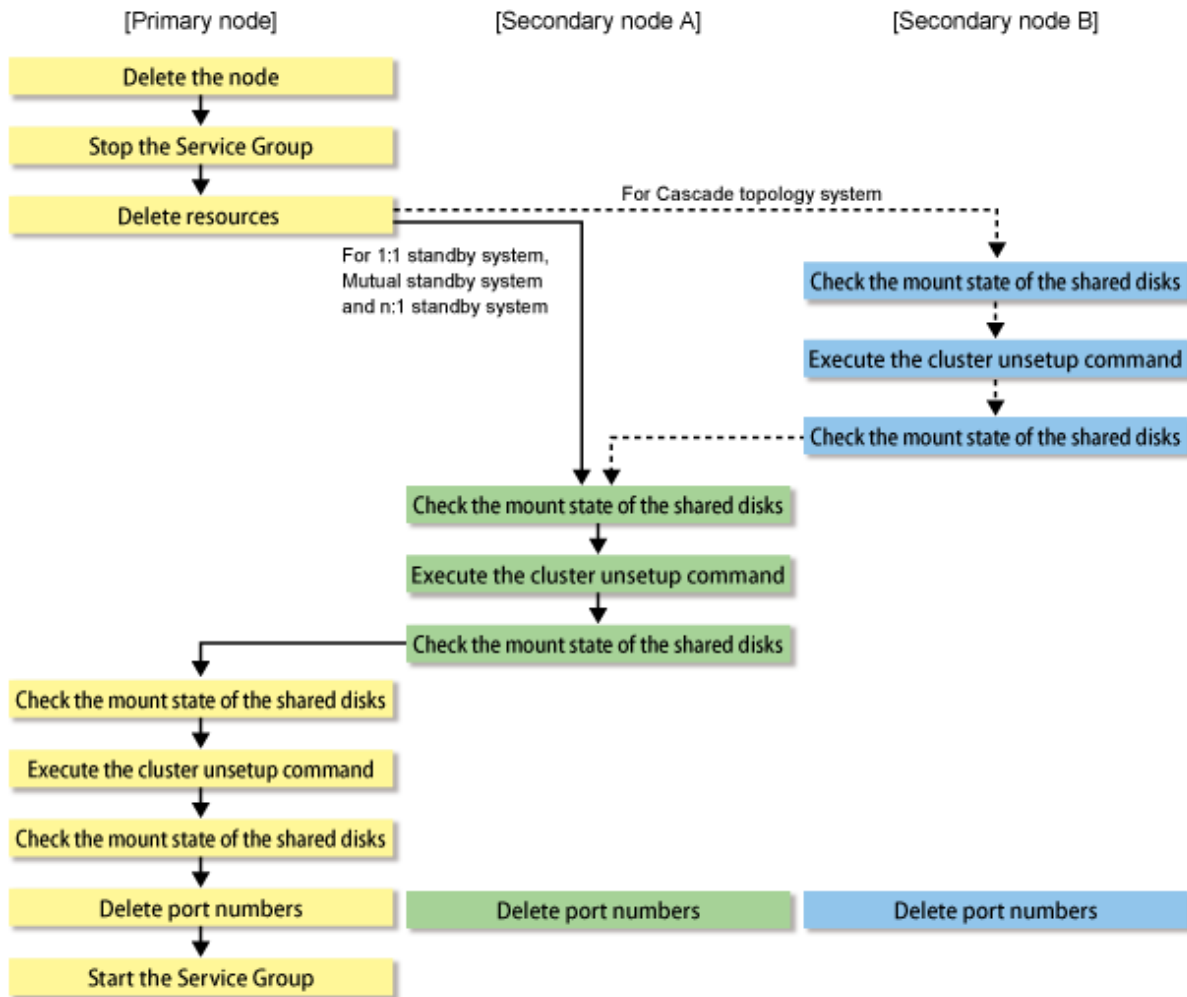 [Primary node]
[Secondary node A]
[Secondary node B]
Delete the node
Stop the Service Group
Delete resources
For Cascade topology system
For 1:1 standby system,
Mutual standby system
and n:1 standby system
Check the mount state of the shared disks
Execute the cluster unsetup command
Check the mount state of the shared disks
Check the mount state of the shared disks
Execute the cluster unsetup command
Check the mount state of the shared disks
Check the mount state of the shared disks
Execute the cluster unsetup command
Check the mount state of the shared disks
Delete port numbers
Delete port numbers
Delete port numbers
Start the Service Group